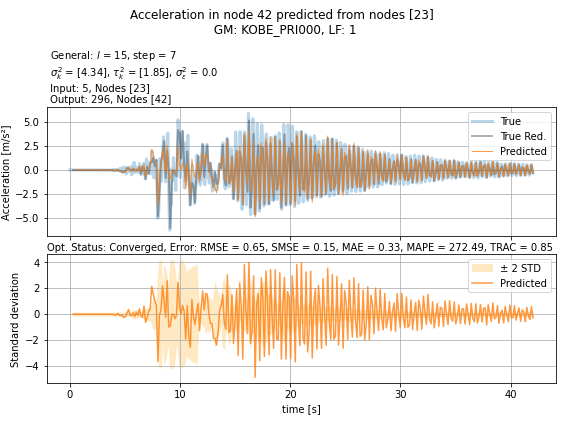 Acceleration in node 42 predicted from nodes [23]
GM: KOBE_PRI000, LF: 1
General: l = 15, step = 7
σ²ₖ = [4.34], τ²ₖ = [1.85], σ²ε = 0.0
Input: 5, Nodes [23]
Output: 296, Nodes [42]
5.0
2.5
0.0
−2.5
−5.0
Acceleration [m/s²]
True
True Red.
Predicted
Opt. Status: Converged, Error: RMSE = 0.65, SMSE = 0.15, MAE = 0.33, MAPE = 272.49, TRAC = 0.85
4
2
0
−2
−4
Standard deviation
± 2 STD
Predicted
0 10 20 30 40
time [s]